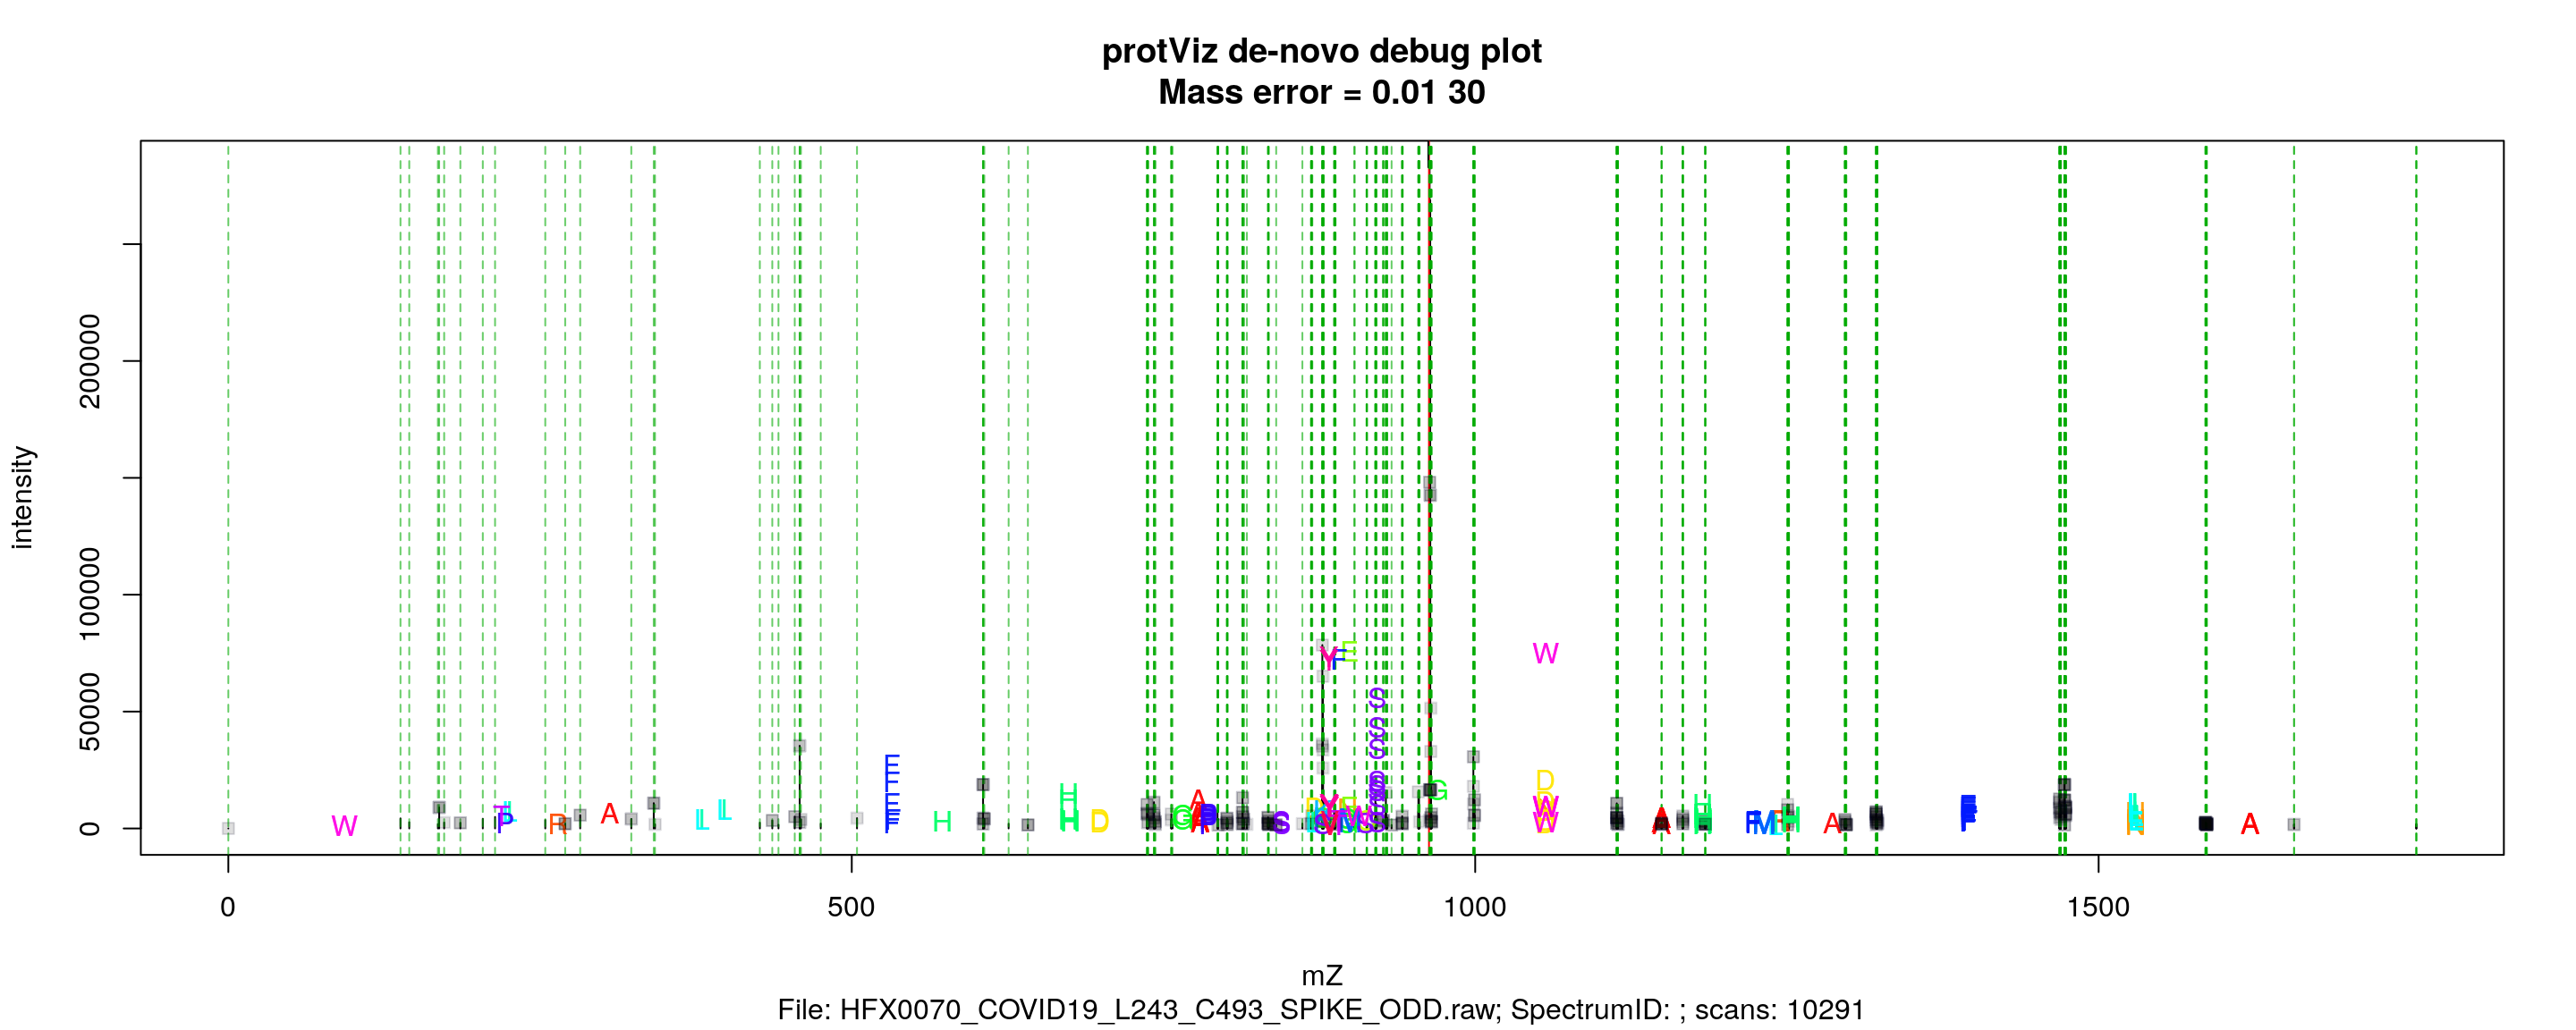 protViz de-novo debug plot
Mass error = 0.01 30
intensity
0 50000 100000 200000
W T P L R A L L F F F F F H H H H D G A P S
Y F E S S S S G
W D W W A H H F M L R H A F L N A
0 500 1000 1500
mZ
File: HFX0070_COVID19_L243_C493_SPIKE_ODD.raw; SpectrumID: ; scans: 10291